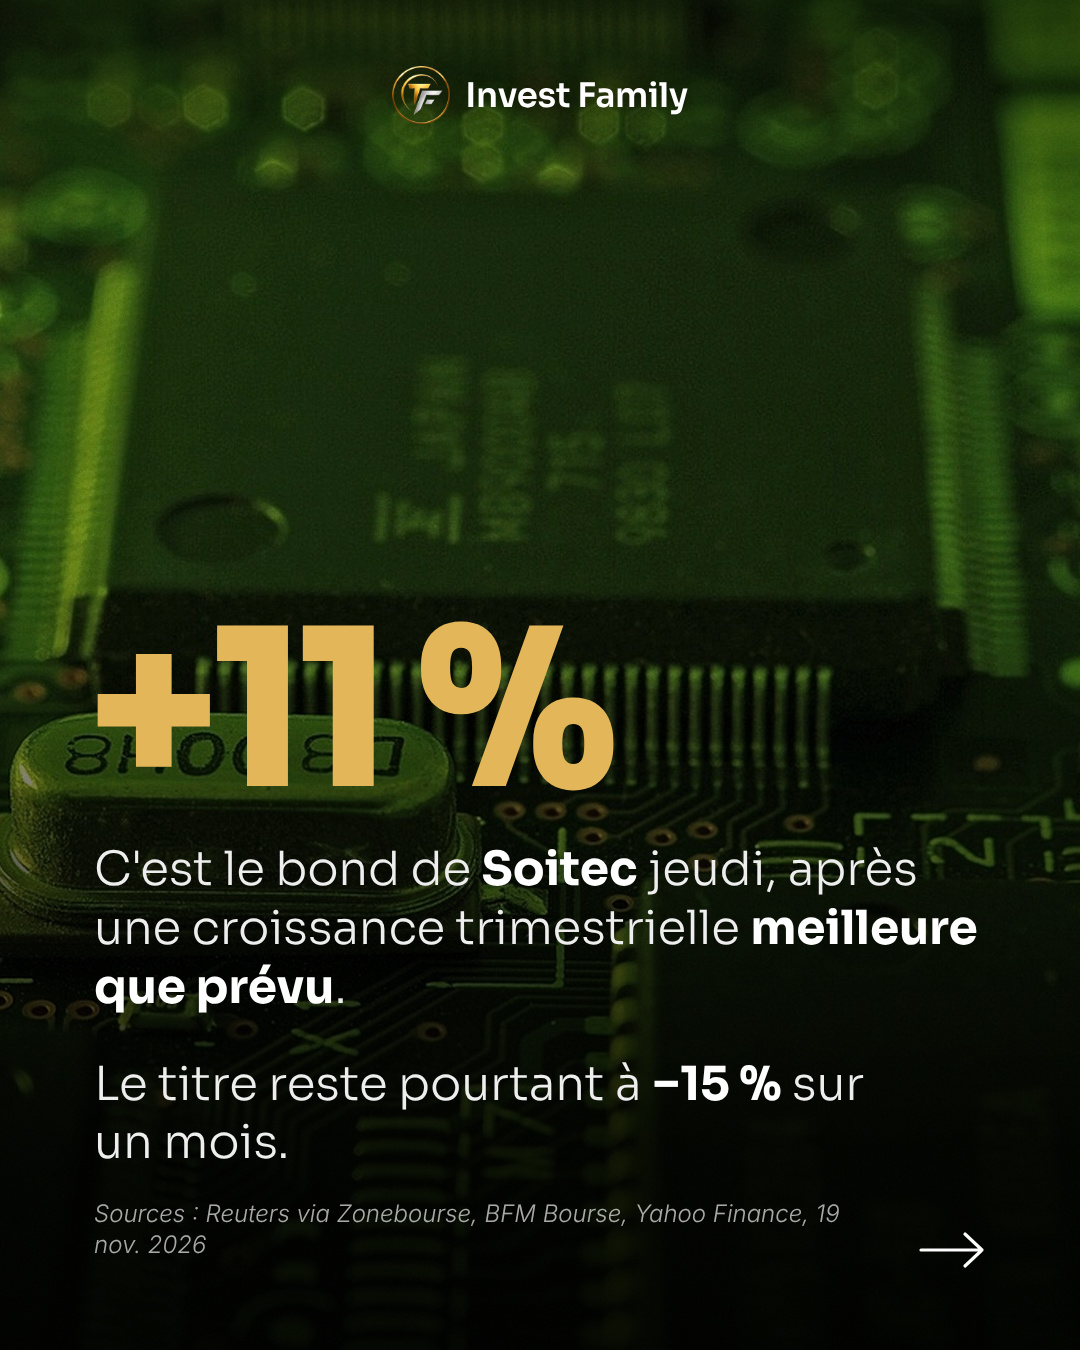 Invest Family
+11 %
C'est le bond de Soitec jeudi, après
une croissance trimestrielle meilleure
que prévu.
Le titre reste pourtant à –15 % sur
un mois.
Sources : Reuters via Zonebourse, BFM Bourse, Yahoo Finance, 19
nov. 2026